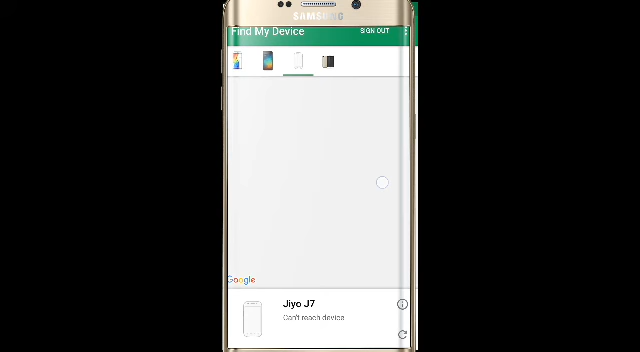 SAMSUNG
Find My Device
SIGN OUT
Google
Jiyo J7
Can't reach device